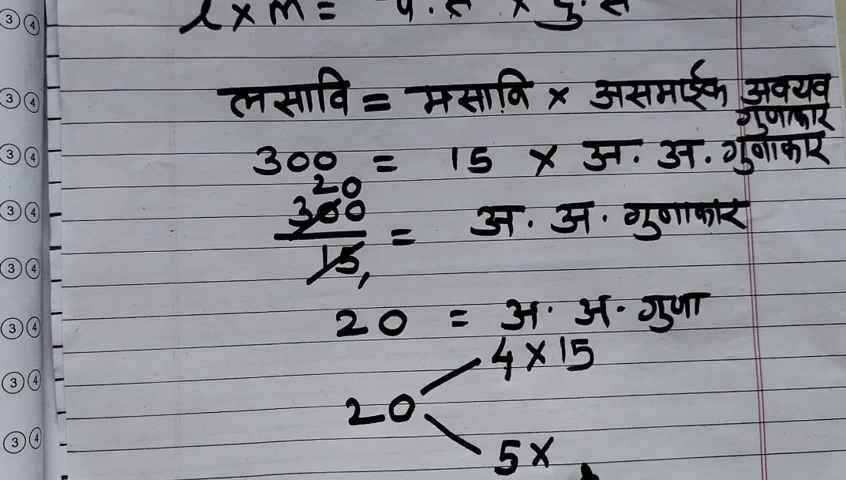 l x m =
लसावि = मसावि × असमाईक अवयव
गुणाकार
300 = 15 × अ. अ. गुणाकार
20
300
15, = अ. अ. गुणाकार
20 = अ. अ. गुणा
4 × 15
20
5 ×